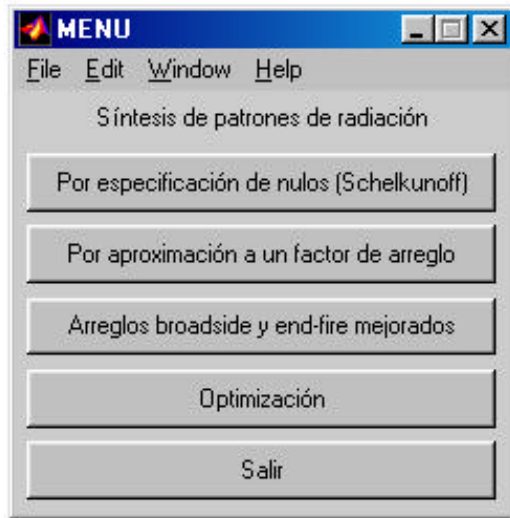 MENU
File Edit Window Help
Síntesis de patrones de radiación
Por especificación de nulos (Schelkunoff)
Por aproximación a un factor de arreglo
Arreglos broadside y end-fire mejorados
Optimización
Salir